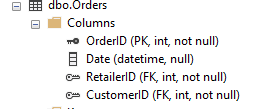 dbo.Orders
Columns
OrderID (PK, int, not null)
Date (datetime, null)
RetailerID (FK, int, not null)
CustomerID (FK, int, not null)